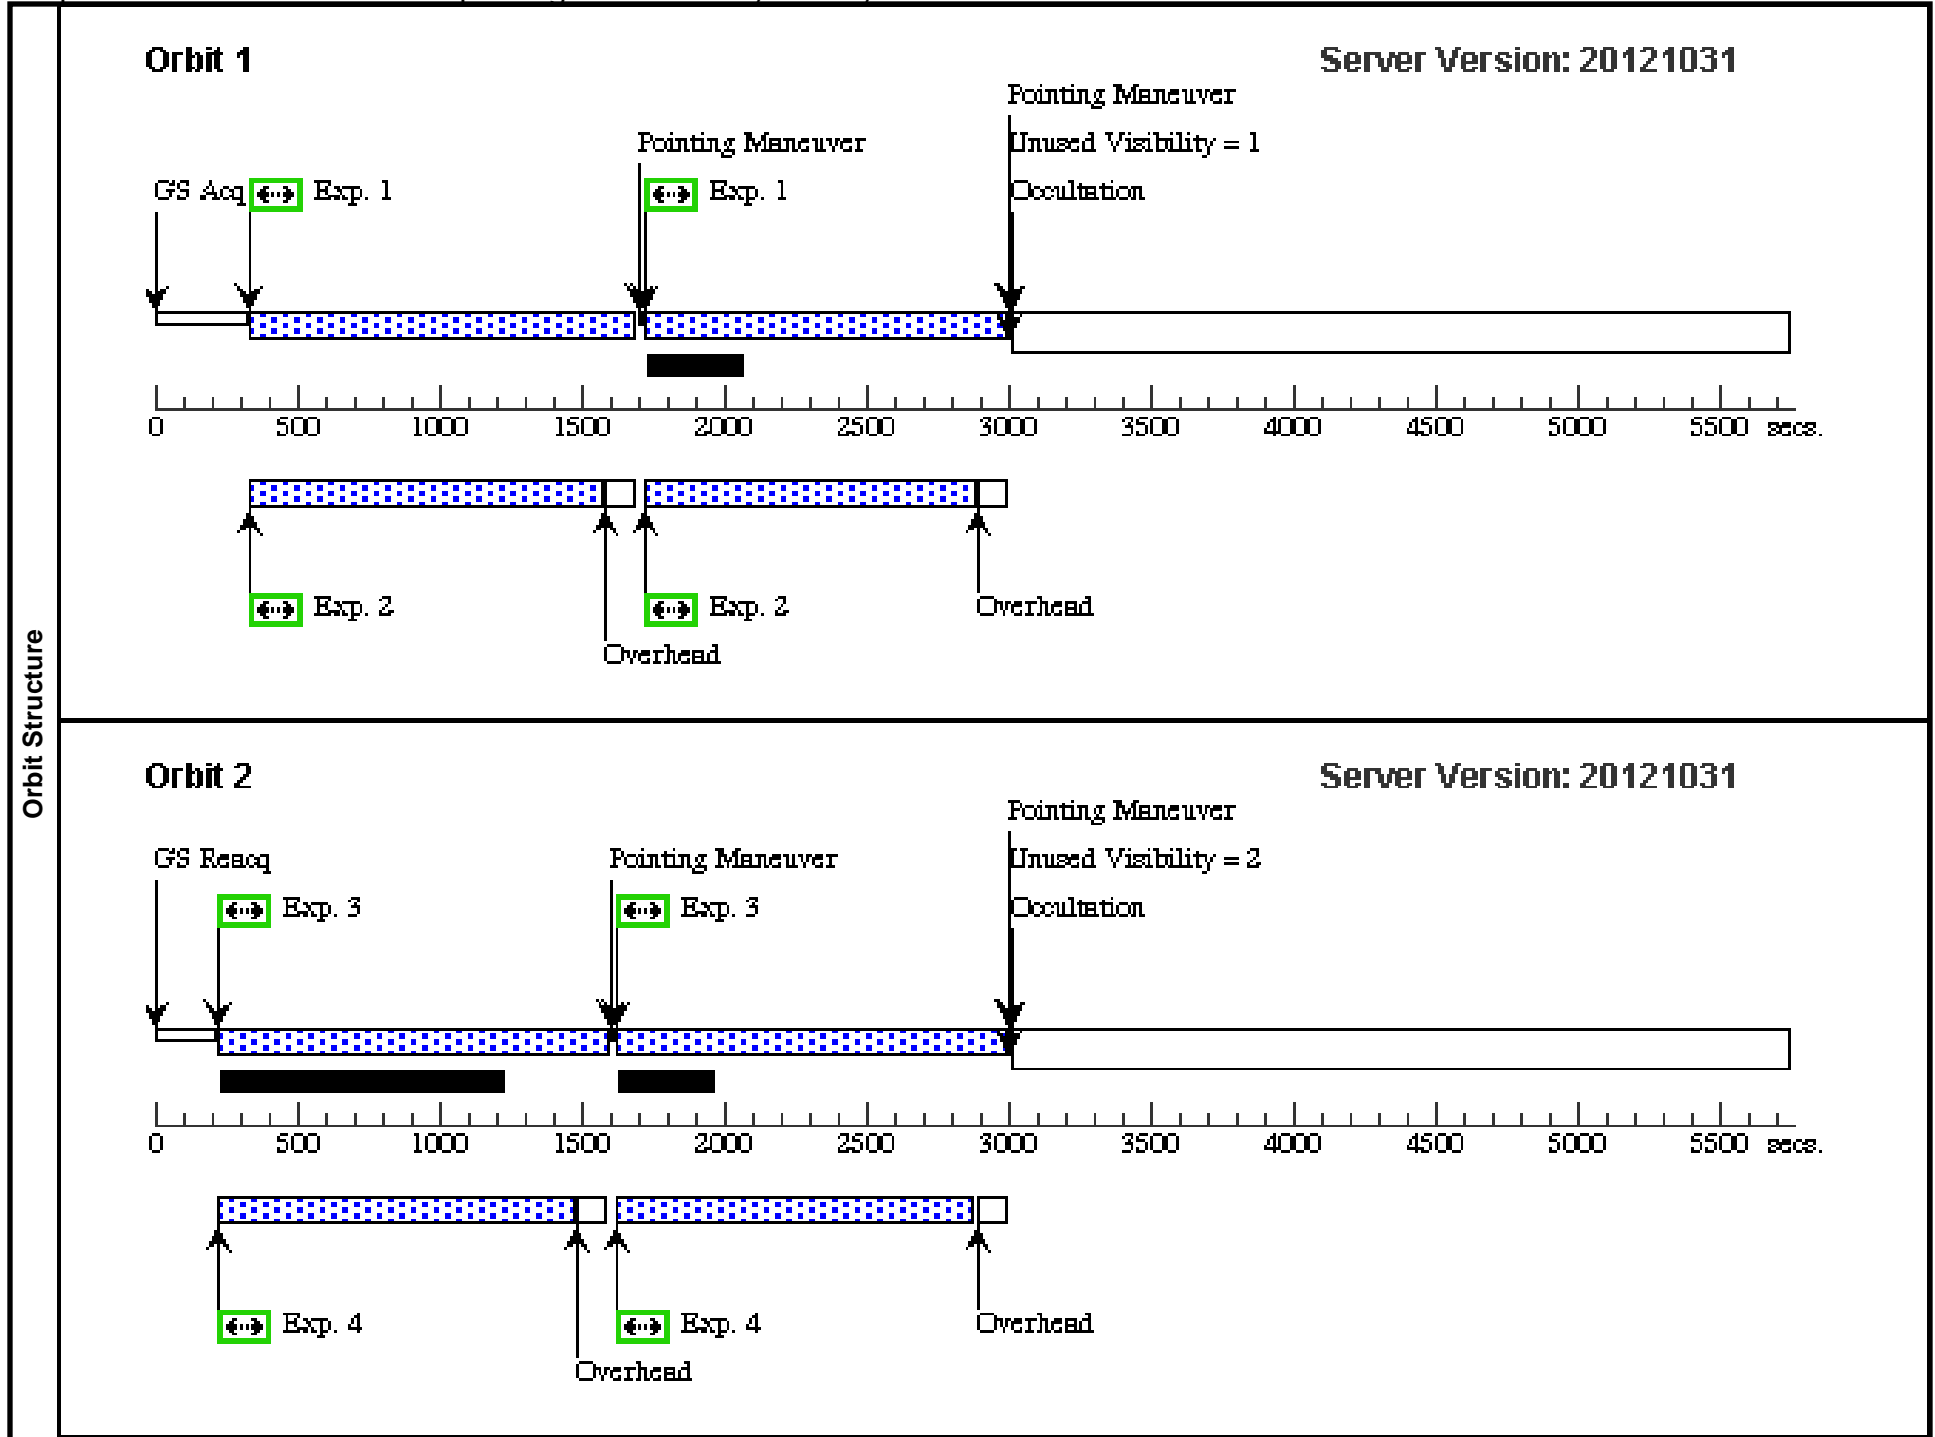 Orbit Structure
Orbit 1
Server Version: 20121031
Pointing Maneuver
Pointing Maneuver
Unused Visibility = 1
GS Acq
Exp. 1
Exp. 1
Occultation
0 500 1000 1500 2000 2500 3000 3500 4000 4500 5000 5500 secs.
Exp. 2
Exp. 2
Overhead
Overhead
Orbit 2
Server Version: 20121031
Pointing Maneuver
GS Reacq
Pointing Maneuver
Unused Visibility = 2
Exp. 3
Exp. 3
Occultation
0 500 1000 1500 2000 2500 3000 3500 4000 4500 5000 5500 secs.
Exp. 4
Exp. 4
Overhead
Overhead